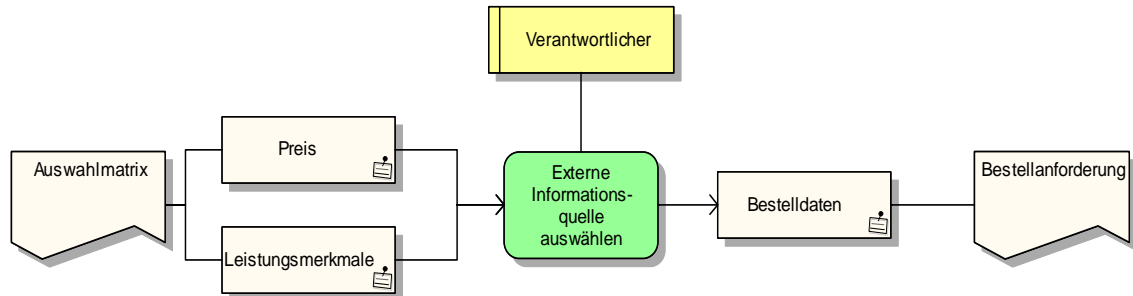 Verantwortlicher
Auswahlmatrix
Preis
Leistungsmerkmale
Externe
Informations-
quelle
auswählen
Bestelldaten
Bestellanforderung